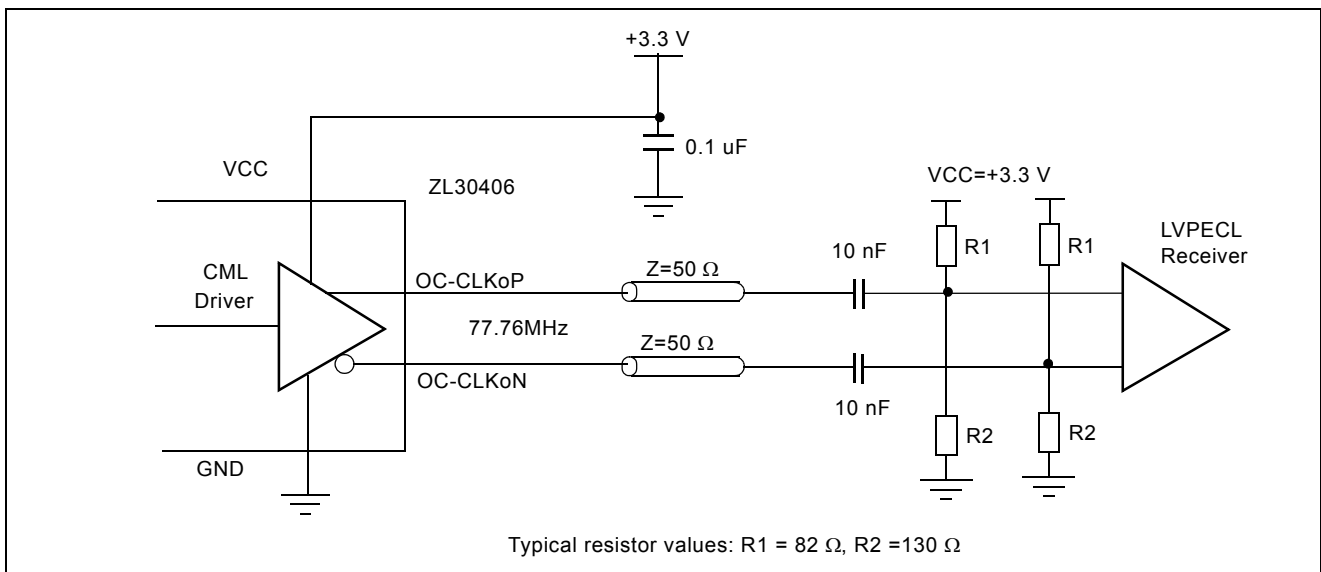 +3.3 V
0.1 uF
VCC
ZL30406
VCC=+3.3 V
LVPECL
Receiver
R1
R1
10 nF
CML
Driver
OC-CLKoP
Z=50 Ω
77.76MHz
Z=50 Ω
OC-CLKoN
10 nF
R2
R2
GND
Typical resistor values: R1 = 82 Ω, R2 =130 Ω